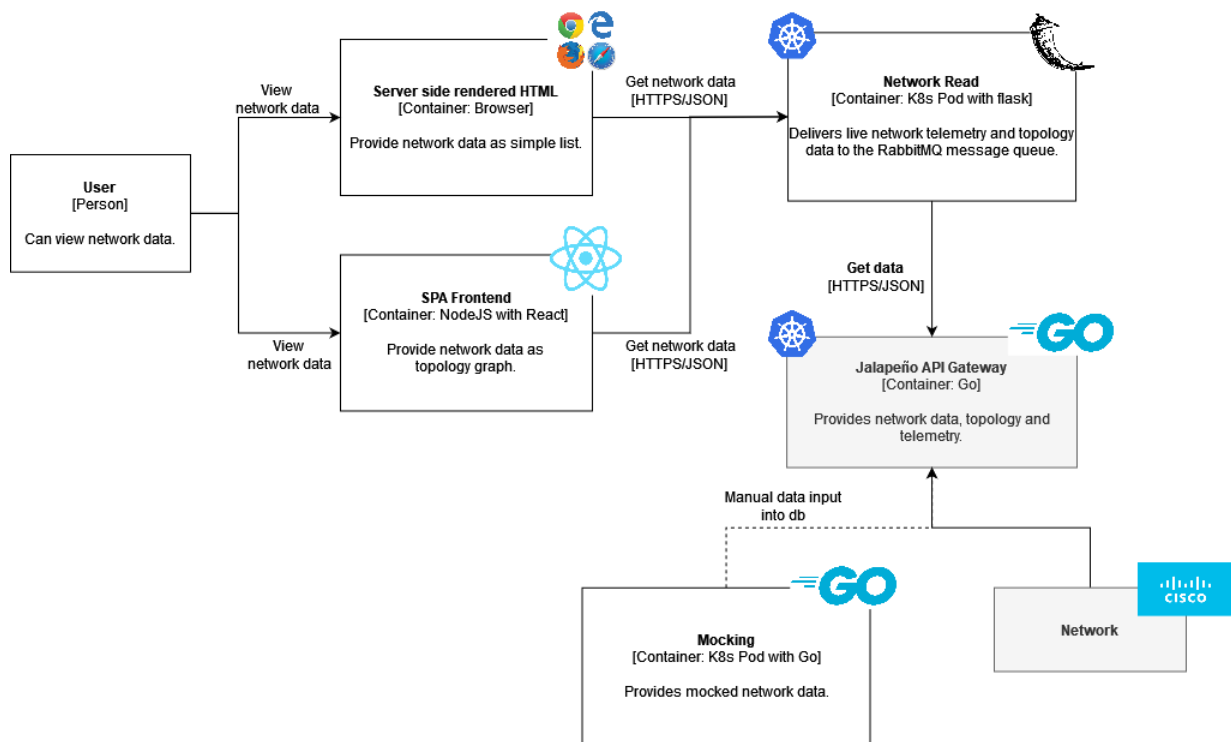 User
[Person]
Can view network data.
View
network data
View
network data
Server side rendered HTML
[Container: Browser]
Provide network data as simple list.
SPA Frontend
[Container: NodeJS with React]
Provide network data as
topology graph.
Get network data
[HTTPS/JSON]
Get network data
[HTTPS/JSON]
Network Read
[Container: K8s Pod with flask]
Delivers live network telemetry and topology
data to the RabbitMQ message queue.
Get data
[HTTPS/JSON]
GO
Jalapeño API Gateway
[Container: Go]
Provides network data, topology and
telemetry.
Manual data input
into db
GO
Mocking
[Container: K8s Pod with Go]
Provides mocked network data.
CISCO
Network